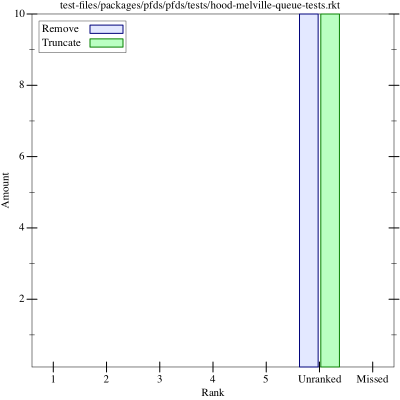 test-files/packages/pfds/pfds/tests/hood-melville-queue-tests.rkt
Remove
Truncate
10
8
6
4
2
Amount
1 2 3 4 5 Unranked Missed
Rank